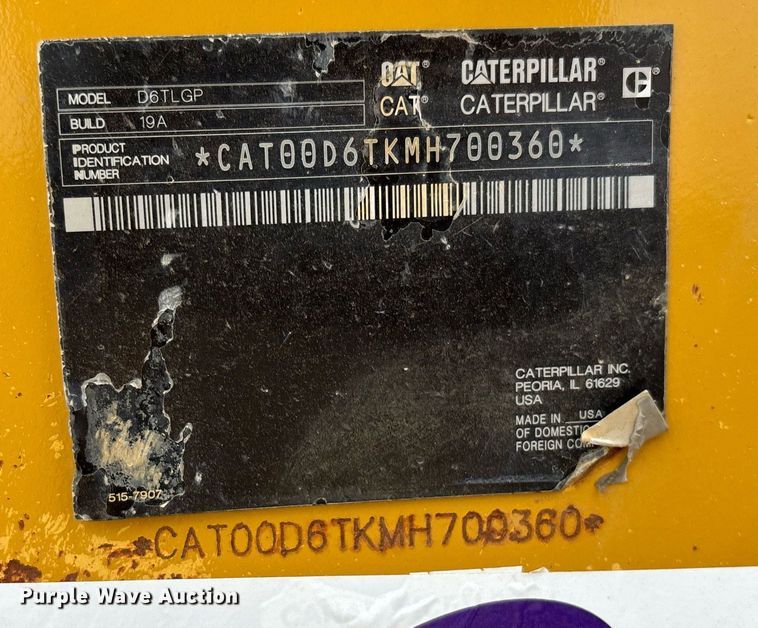 CAT® CATERPILLAR®
CAT® CATERPILLAR® C®
MODEL D6TLGP
BUILD 19A
PRODUCT
IDENTIFICATION
NUMBER
*CAT00D6TKMH700360*
CATERPILLAR INC.
PEORIA, IL 61629
USA
MADE IN USA
OF DOMESTIC
FOREIGN
515-7907
*CAT00D6TKMH700360*
Purple Wave Auction